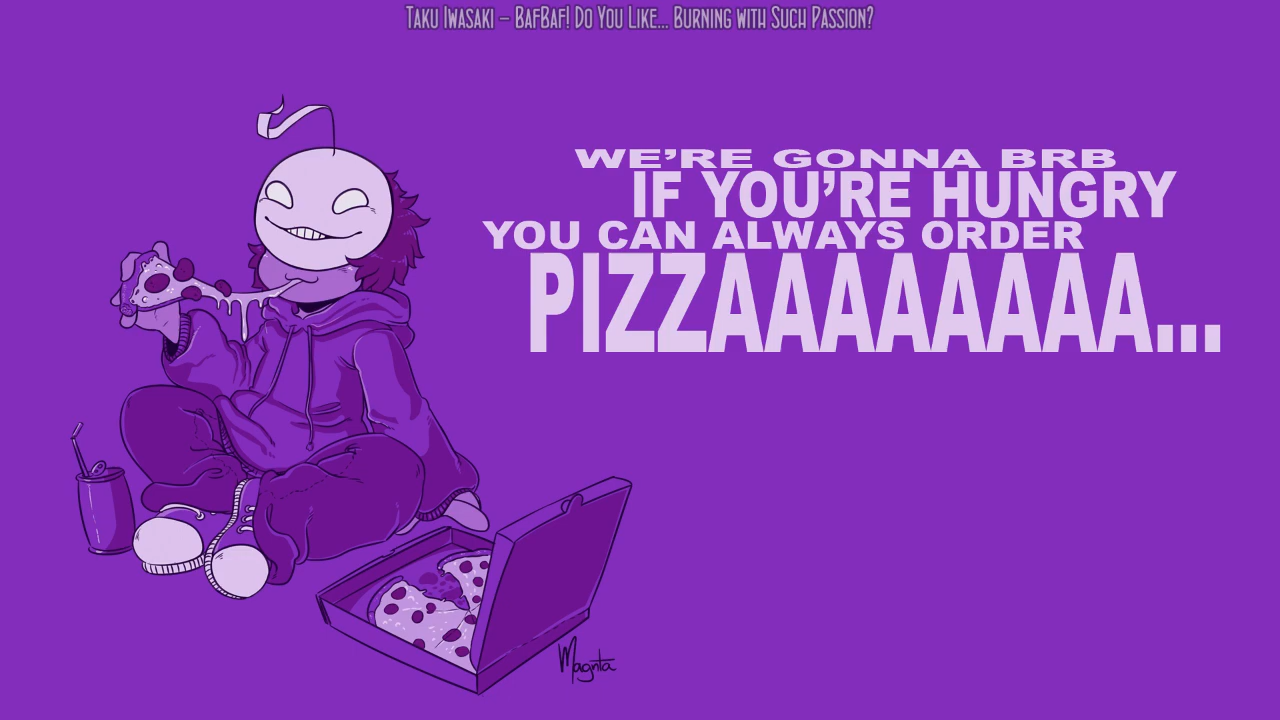 Taku Iwasaki – BafBaf! Do You Like... Burning with Such Passion?
WE'RE GONNA BRB
IF YOU'RE HUNGRY
YOU CAN ALWAYS ORDER
PIZZAAAAAAAA...
Magnta